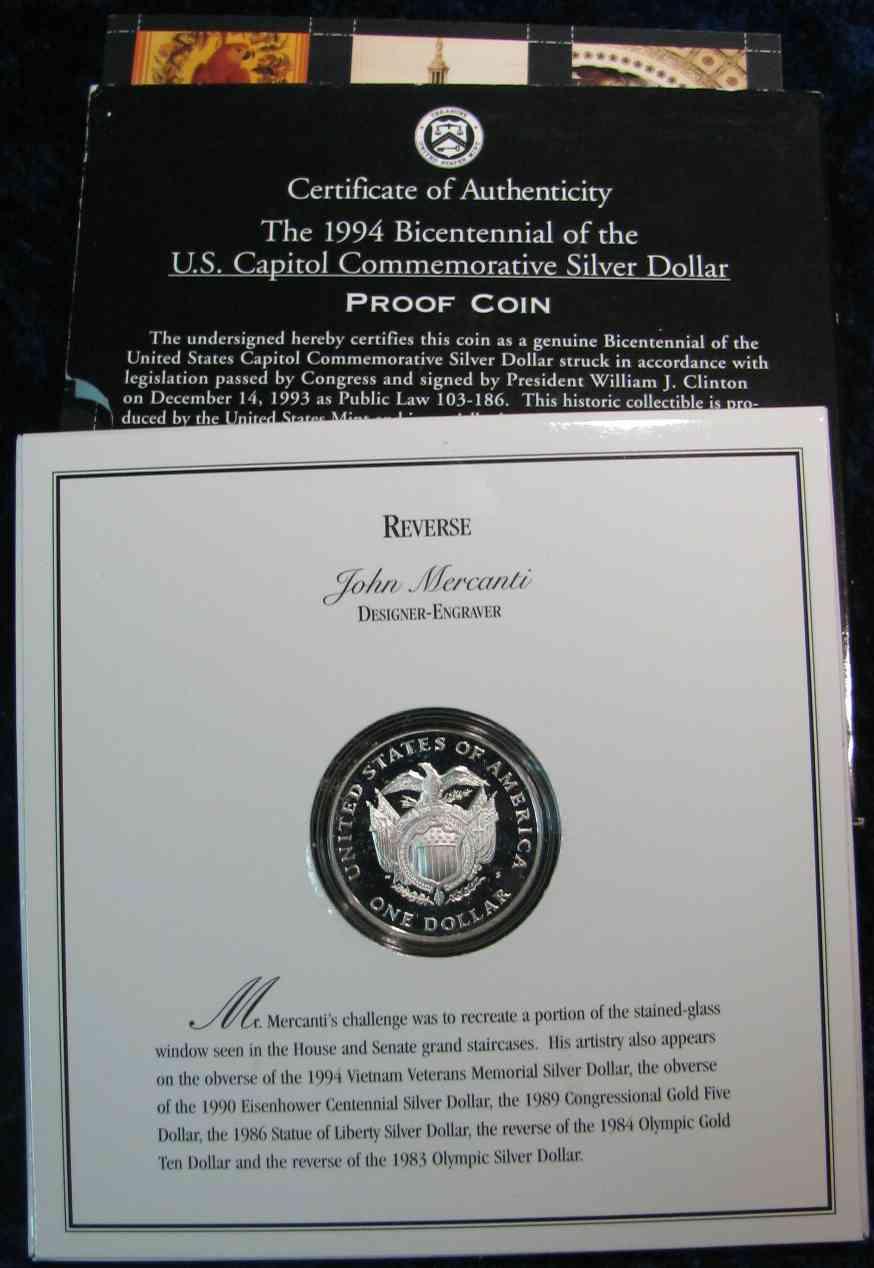 Certificate of Authenticity
The 1994 Bicentennial of the
U.S. Capitol Commemorative Silver Dollar
PROOF COIN
The undersigned hereby certifies this coin as a genuine Bicentennial of the
United States Capitol Commemorative Silver Dollar struck in accordance with
legislation passed by Congress and signed by President William J. Clinton
on December 14, 1993 as Public Law 103-186. This historic collectible is pro-
duced by the United States Mint
REVERSE
John Mercanti
DESIGNER-ENGRAVER
UNITED STATES OF AMERICA
ONE DOLLAR
Mr. Mercanti's challenge was to recreate a portion of the stained-glass
window seen in the House and Senate grand staircases. His artistry also appears
on the obverse of the 1994 Vietnam Veterans Memorial Silver Dollar, the obverse
of the 1990 Eisenhower Centennial Silver Dollar, the 1989 Congressional Gold Five
Dollar, the 1986 Statue of Liberty Silver Dollar, the reverse of the 1984 Olympic Gold
Ten Dollar and the reverse of the 1983 Olympic Silver Dollar.